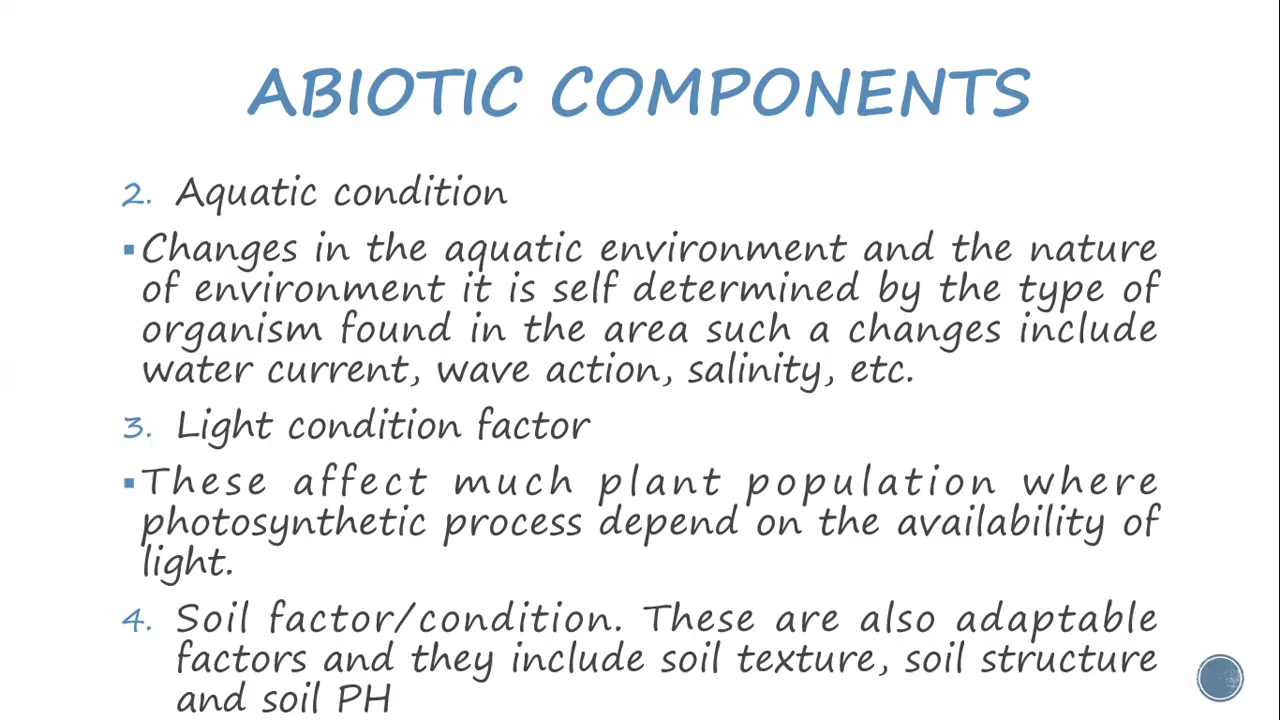 ABIOTIC COMPONENTS
2. Aquatic condition
▪Changes in the aquatic environment and the nature
of environment it is self determined by the type of
organism found in the area such a changes include
water current, wave action, salinity, etc.
3. Light condition factor
▪These affect much plant population where
photosynthetic process depend on the availability of
light.
4. Soil factor/condition. These are also adaptable
factors and they include soil texture, soil structure
and soil PH